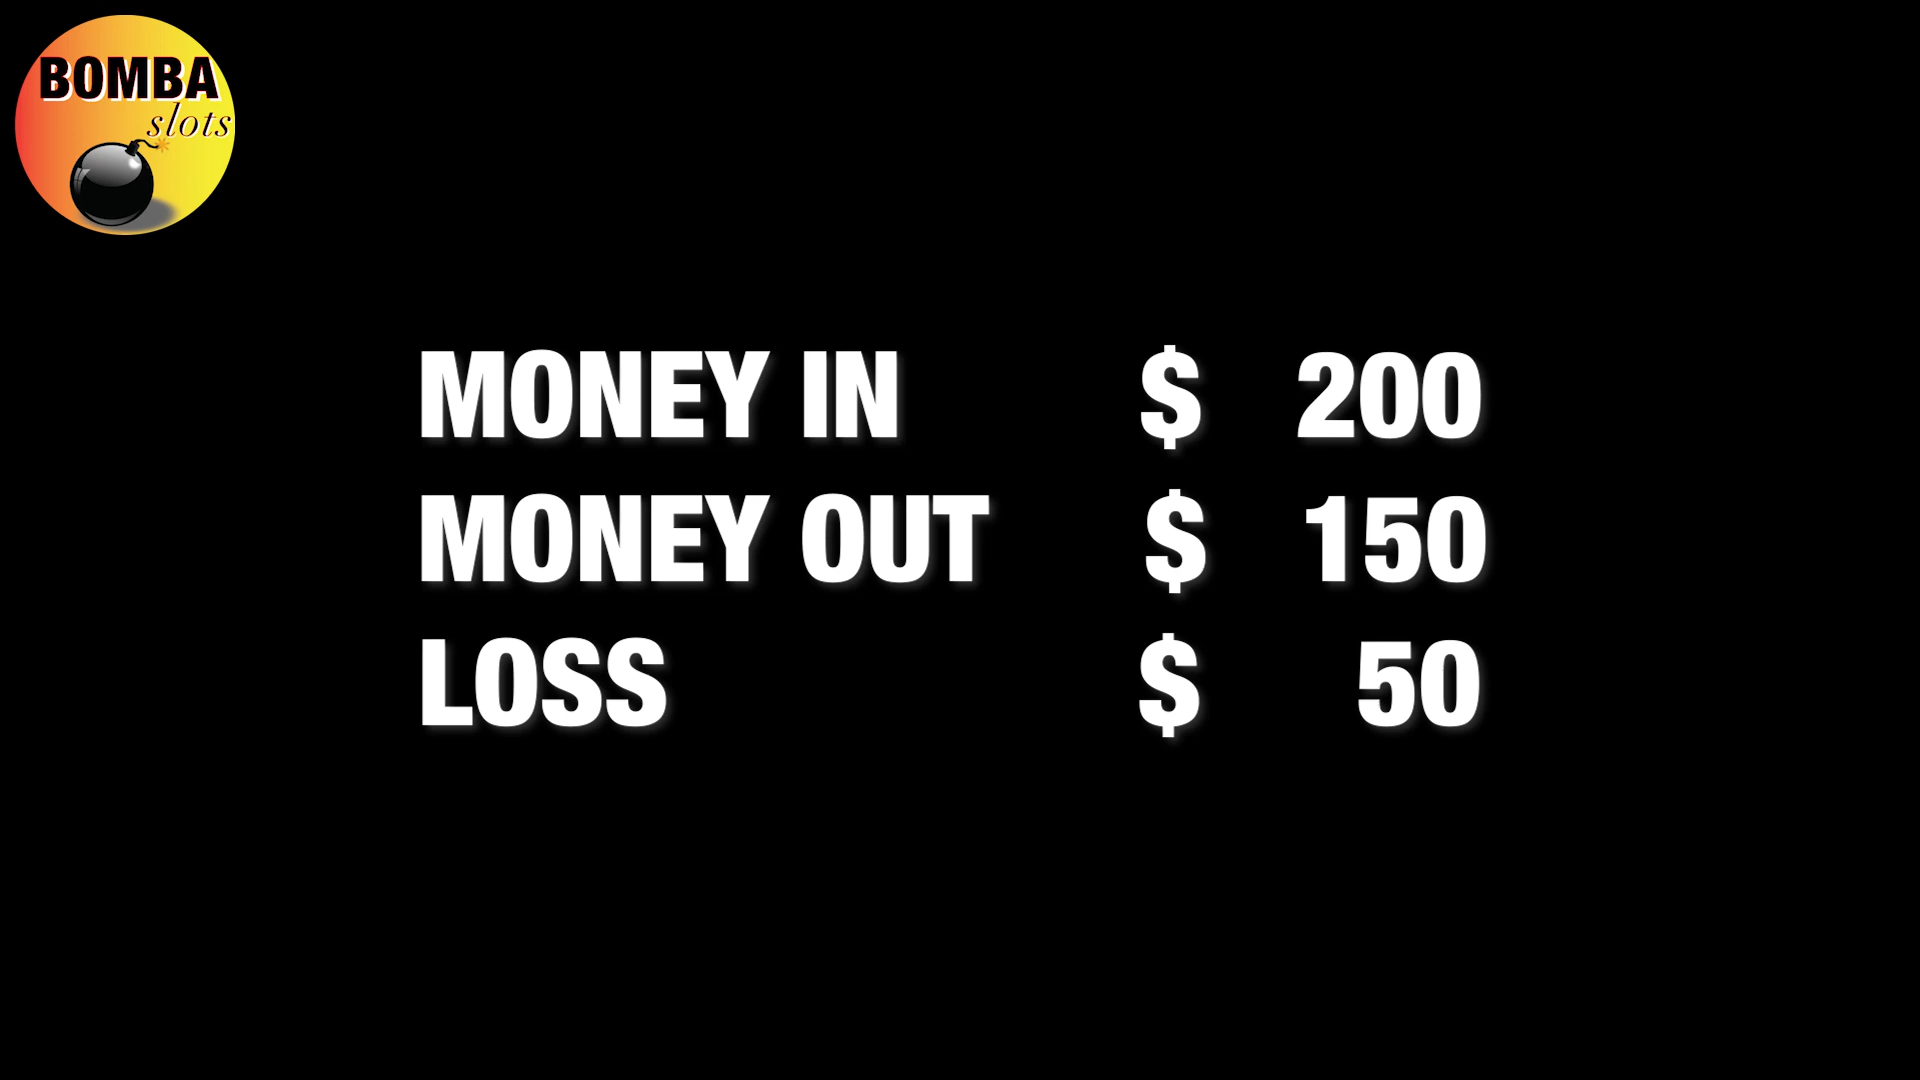 BOMBA
slots
MONEY IN $ 200
MONEY OUT $ 150
LOSS $ 50